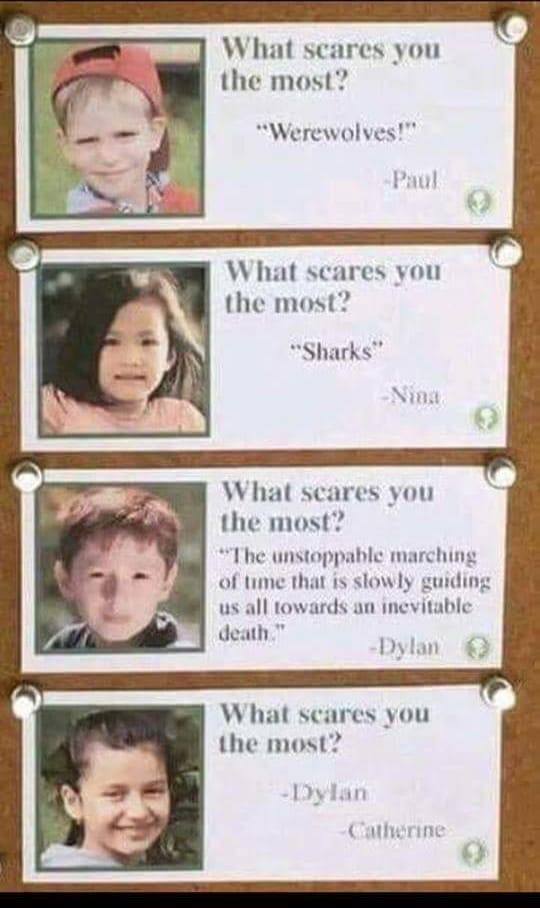 What scares you
the most?
"Werewolves!"
-Paul
What scares you
the most?
"Sharks"
-Nina
What scares you
the most?
"The unstoppable marching
of time that is slowly guiding
us all towards an inevitable
death."
-Dylan
What scares you
the most?
-Dylan
-Catherine